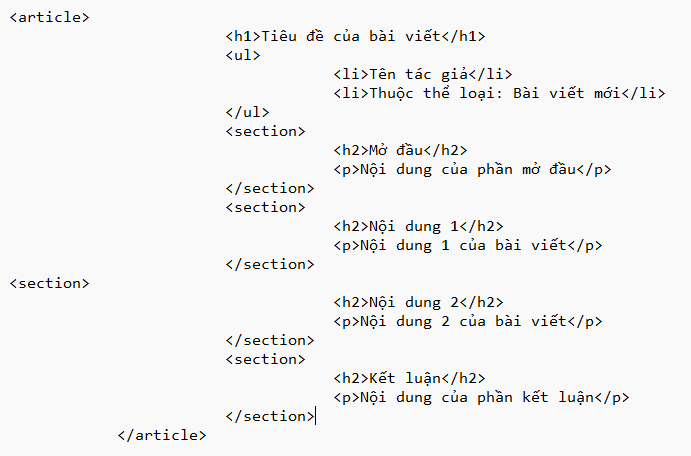 <article>
<h1>Tiêu đề của bài viết</h1>
<ul>
<li>Tên tác giả</li>
<li>Thuộc thể loại: Bài viết mới</li>
</ul>
<section>
<h2>Mở đầu</h2>
<p>Nội dung của phần mở đầu</p>
</section>
<section>
<h2>Nội dung 1</h2>
<p>Nội dung 1 của bài viết</p>
</section>
<section>
<h2>Nội dung 2</h2>
<p>Nội dung 2 của bài viết</p>
</section>
<section>
<h2>Kết luận</h2>
<p>Nội dung của phần kết luận</p>
</section>
</article>